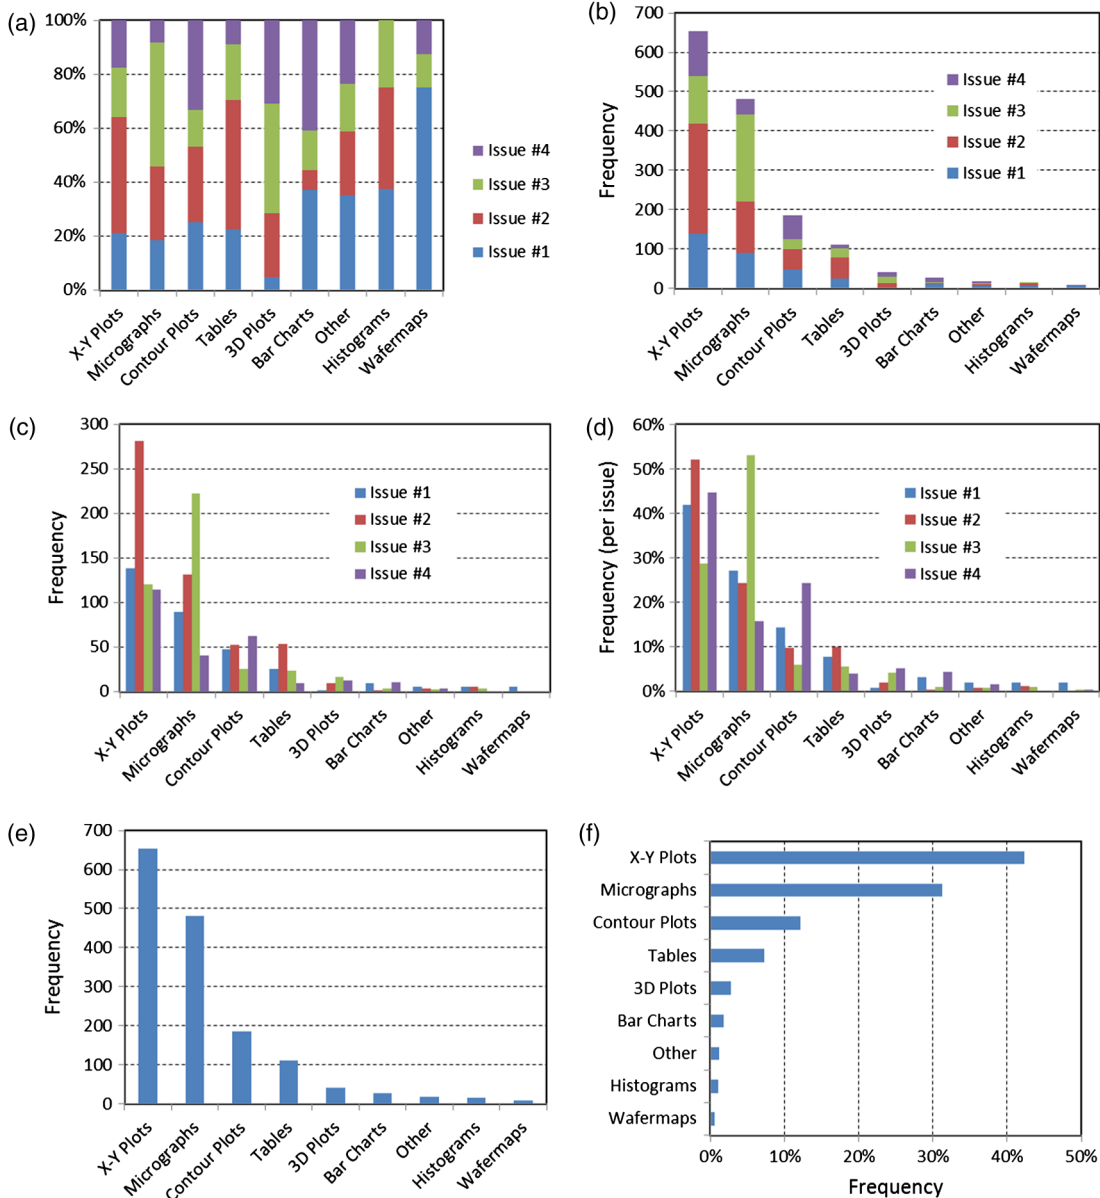 (a)
100%
80%
60%
40%
20%
0%
X-Y Plots
Micrographs
Contour Plots
Tables
3D Plots
Bar Charts
Other
Histograms
Wafermaps
Issue #4
Issue #3
Issue #2
Issue #1
(b)
Frequency
700
600
500
400
300
200
100
0
X-Y Plots
Micrographs
Contour Plots
Tables
3D Plots
Bar Charts
Other
Histograms
Wafermaps
Issue #4
Issue #3
Issue #2
Issue #1
(c)
Frequency
300
250
200
150
100
50
0
X-Y Plots
Micrographs
Contour Plots
Tables
3D Plots
Bar Charts
Other
Histograms
Wafermaps
Issue #1
Issue #2
Issue #3
Issue #4
(d)
Frequency (per issue)
60%
50%
40%
30%
20%
10%
0%
X-Y Plots
Micrographs
Contour Plots
Tables
3D Plots
Bar Charts
Other
Histograms
Wafermaps
Issue #1
Issue #2
Issue #3
Issue #4
(e)
Frequency
700
600
500
400
300
200
100
0
X-Y Plots
Micrographs
Contour Plots
Tables
3D Plots
Bar Charts
Other
Histograms
Wafermaps
(f)
X-Y Plots
Micrographs
Contour Plots
Tables
3D Plots
Bar Charts
Other
Histograms
Wafermaps
0%
10%
20%
30%
40%
50%
Frequency